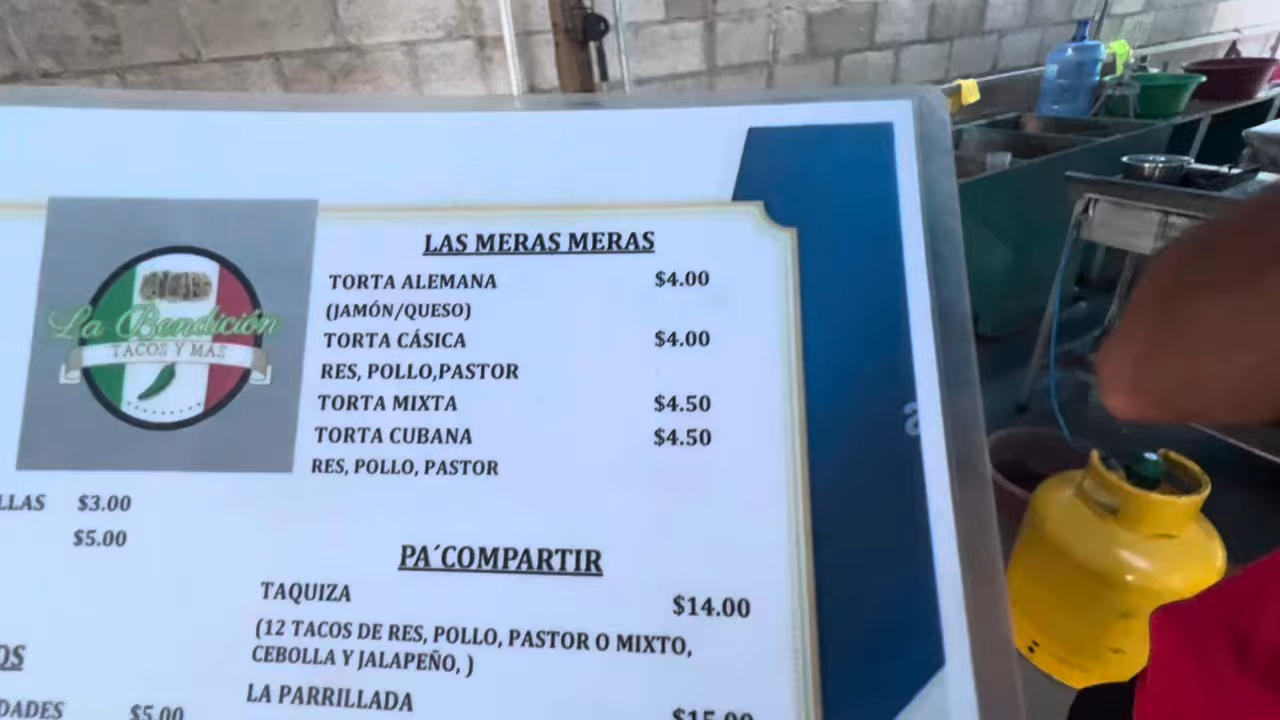 La Bendición
TACOS Y MAS
LAS MERAS MERAS
TORTA ALEMANA $4.00
(JAMÓN/QUESO)
TORTA CÁSICA $4.00
RES, POLLO,PASTOR
TORTA MIXTA $4.50
TORTA CUBANA $4.50
RES, POLLO, PASTOR
LLAS $3.00
$5.00
PA´COMPARTIR
TAQUIZA $14.00
(12 TACOS DE RES, POLLO, PASTOR O MIXTO,
CEBOLLA Y JALAPEÑO, )
LA PARRILLADA $15.00
OS
DADES $5.00